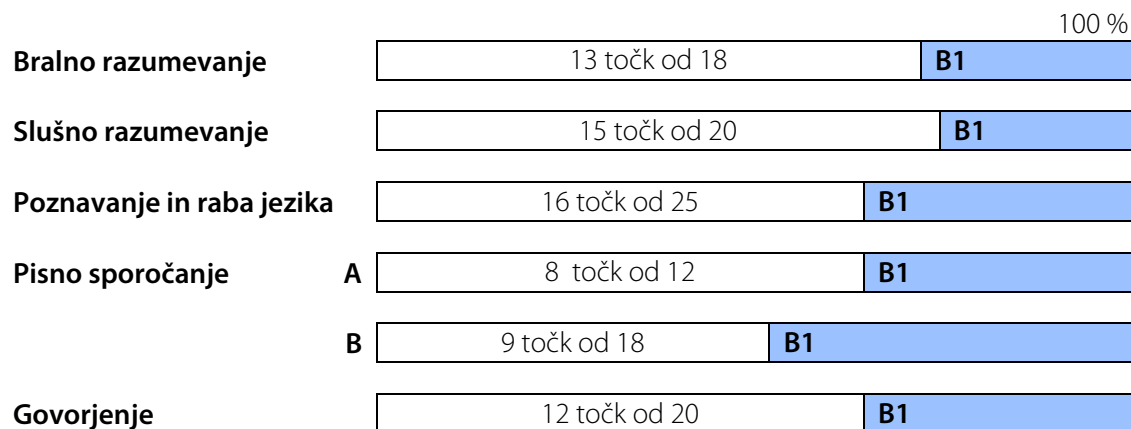 100 %
Bralno razumevanje 13 točk od 18 B1
Slušno razumevanje 15 točk od 20 B1
Poznavanje in raba jezika 16 točk od 25 B1
Pisno sporočanje A 8 točk od 12 B1
B 9 točk od 18 B1
Govorjenje 12 točk od 20 B1